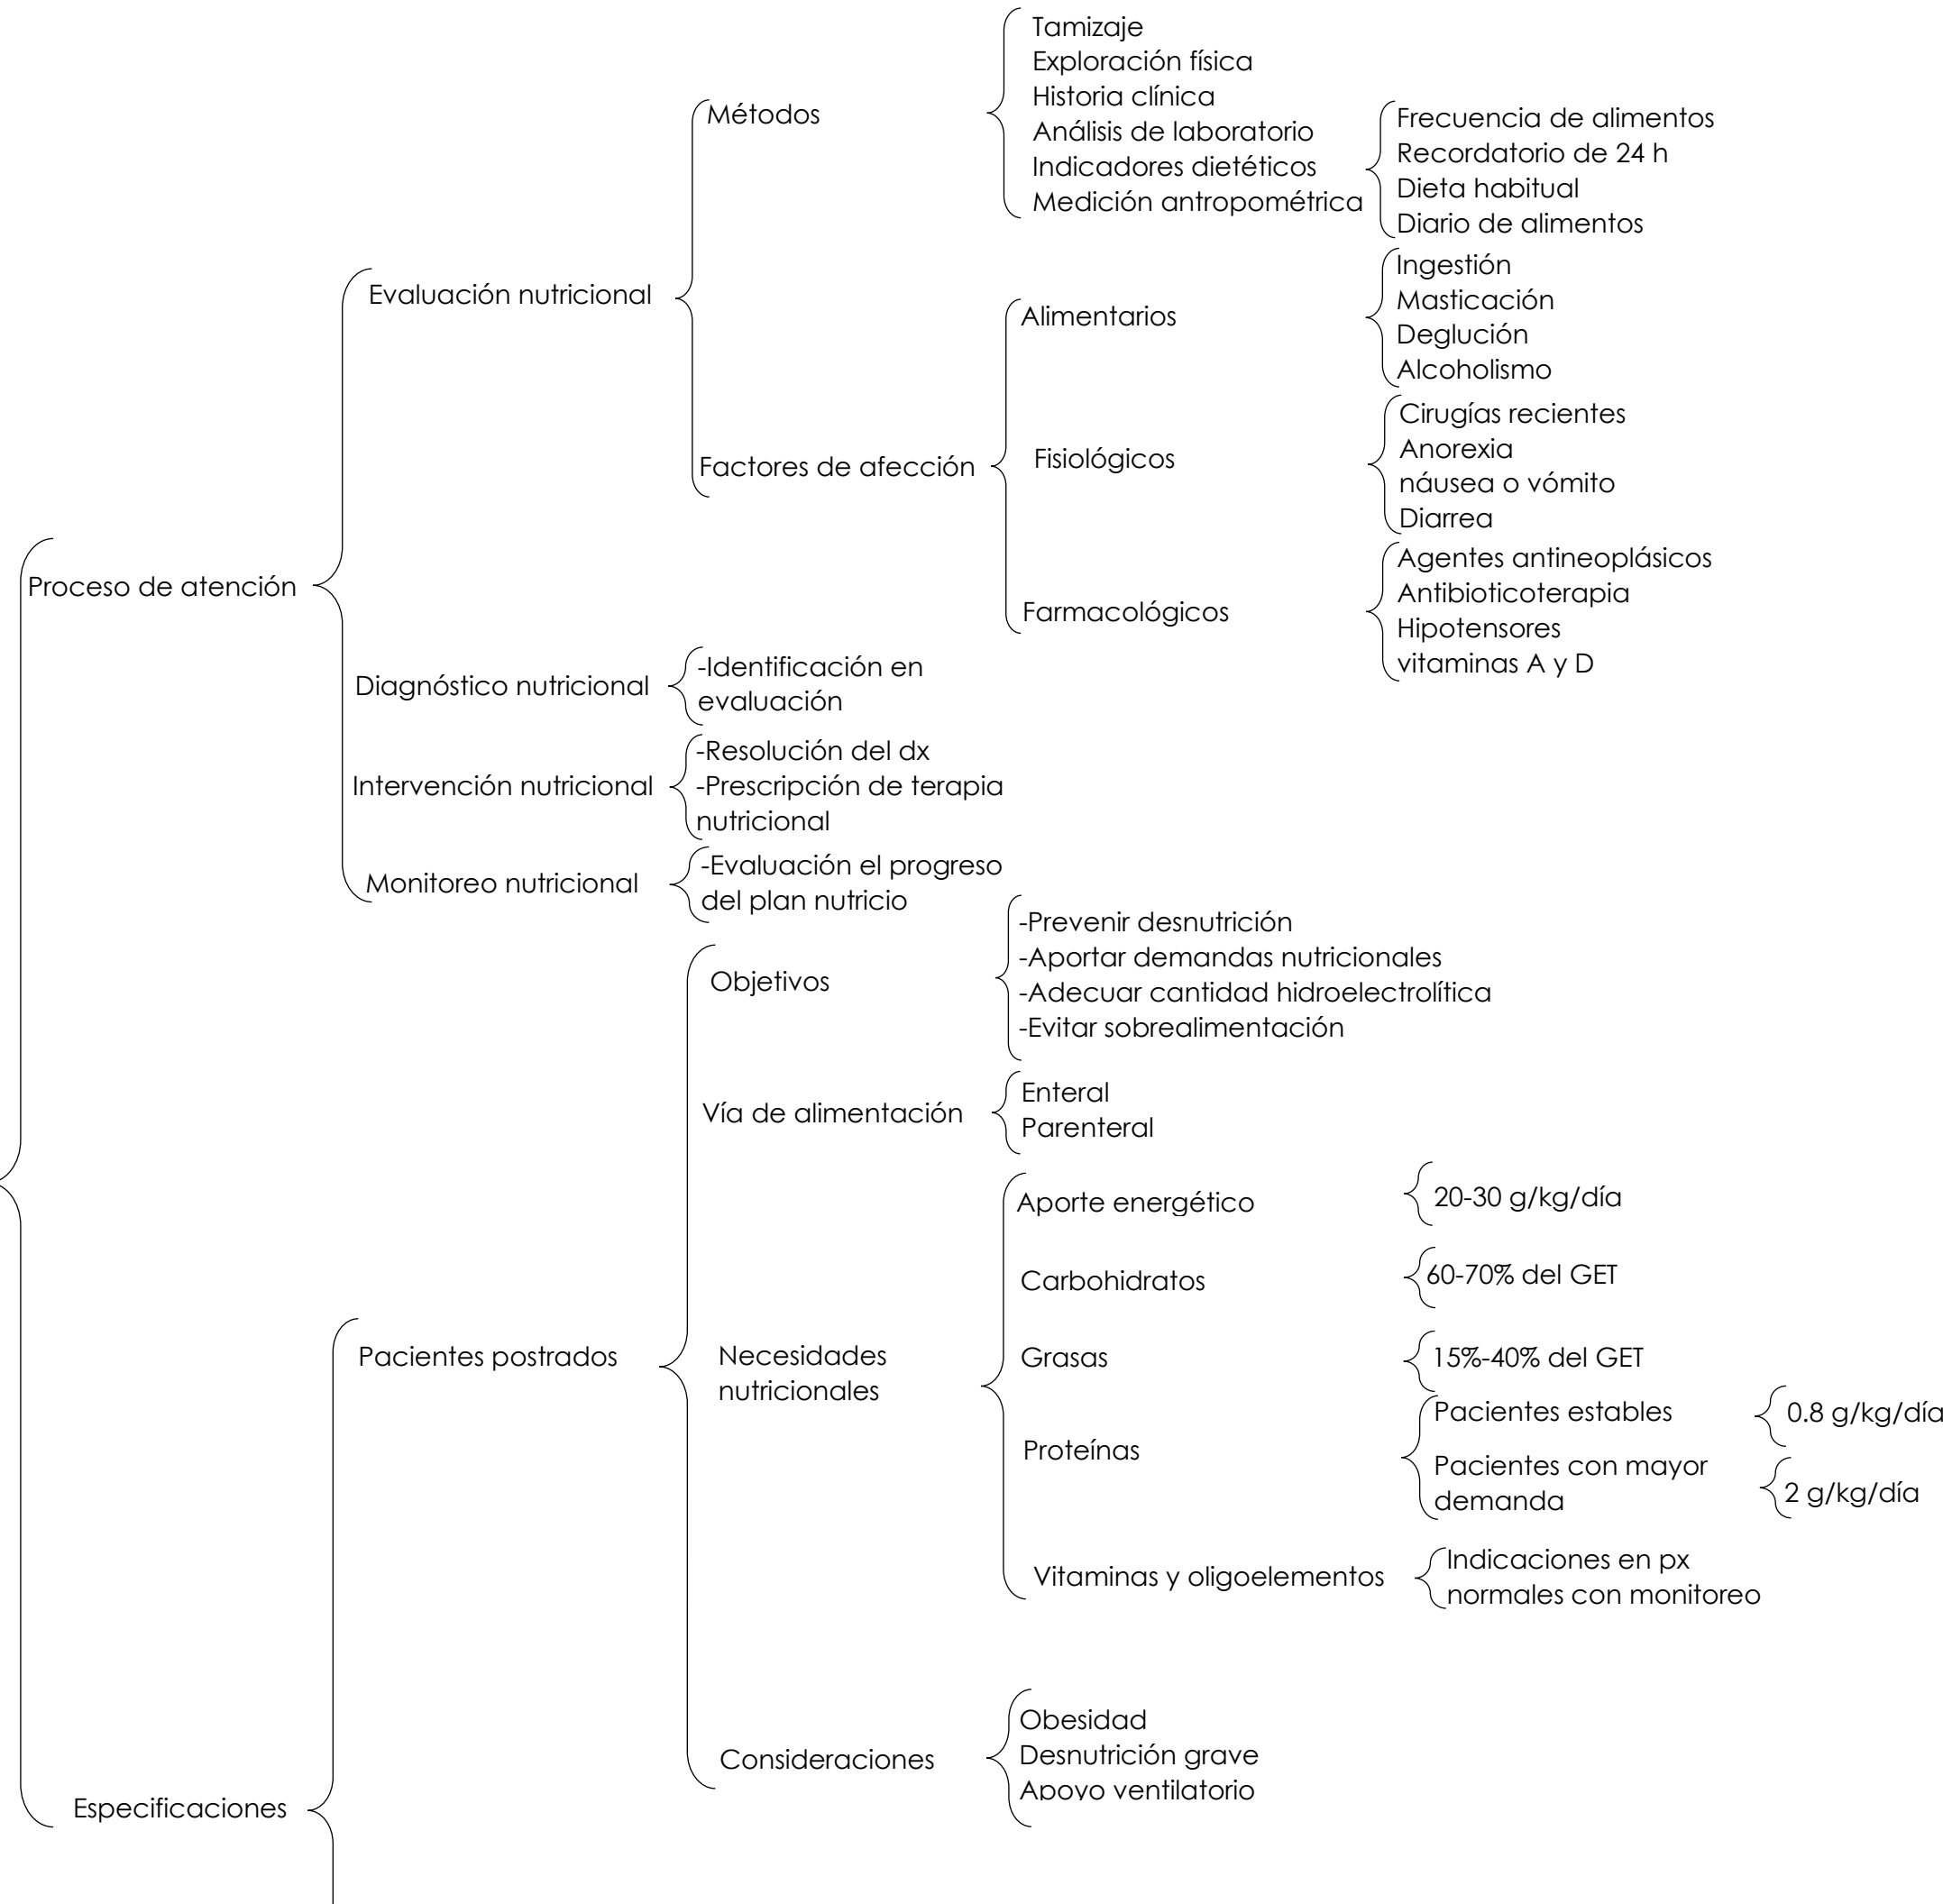 Proceso de atención
Evaluación nutricional
Métodos
Tamizaje
Exploración física
Historia clínica
Análisis de laboratorio
Indicadores dietéticos
Medición antropométrica
Frecuencia de alimentos
Recordatorio de 24 h
Dieta habitual
Diario de alimentos
Factores de afección
Alimentarios
Ingestión
Masticación
Deglución
Alcoholismo
Fisiológicos
Cirugías recientes
Anorexia
náusea o vómito
Diarrea
Farmacológicos
Agentes antineoplásicos
Antibioticoterapia
Hipotensores
vitaminas A y D
Diagnóstico nutricional
-Identificación en
evaluación
Intervención nutricional
-Resolución del dx
-Prescripción de terapia
nutricional
Monitoreo nutricional
-Evaluación el progreso
del plan nutricio
Especificaciones
Pacientes postrados
Objetivos
-Prevenir desnutrición
-Aportar demandas nutricionales
-Adecuar cantidad hidroelectrolítica
-Evitar sobrealimentación
Vía de alimentación
Enteral
Parenteral
Necesidades
nutricionales
Aporte energético
20-30 g/kg/día
Carbohidratos
60-70% del GET
Grasas
15%-40% del GET
Proteínas
Pacientes estables
0.8 g/kg/día
Pacientes con mayor
demanda
2 g/kg/día
Vitaminas y oligoelementos
Indicaciones en px
normales con monitoreo
Consideraciones
Obesidad
Desnutrición grave
Apoyo ventilatorio